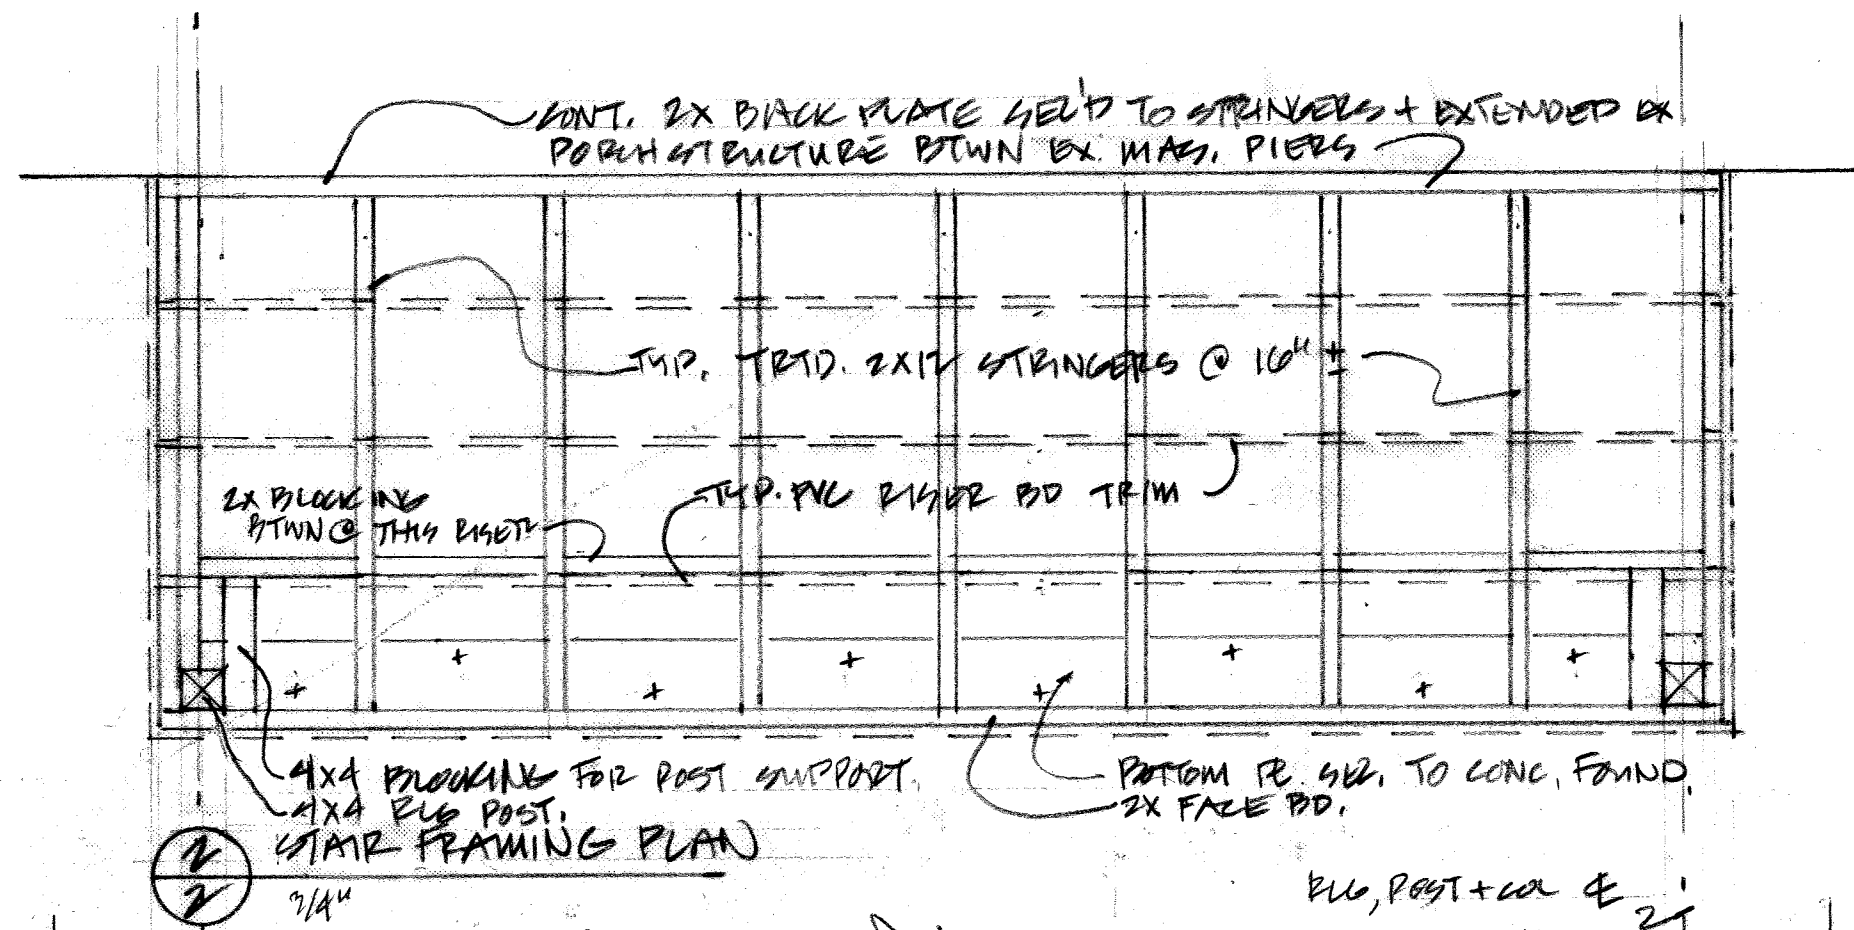 CONT. 2X BACK PLATE SEC'D TO STRINGERS + EXTENDED EX
PORCH STRUCTURE BTWN EX. MAS. PIERS
TYP. TRTD. 2X12 STRINGERS @ 16" ±
TYP. PVC RISER BD TRIM
2X BLOCKING
BTWN @ THIS RISER
4X4 BLOCKING FOR POST SUPPORT.
4X4 RLG POST.
BOTTOM PL. SEC. TO CONC. FOUND.
2X FACE BD.
2
2
STAIR FRAMING PLAN
3/4"
RLG, POST + COL ℄